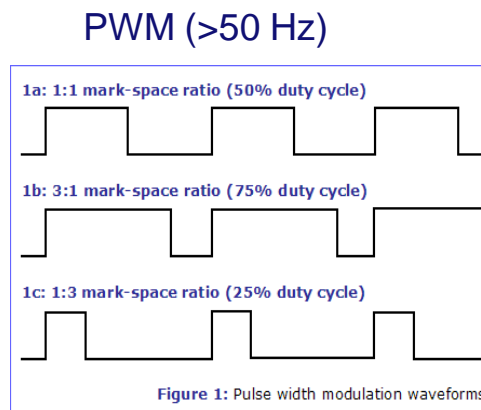 PWM (>50 Hz)
1a: 1:1 mark-space ratio (50% duty cycle)
1b: 3:1 mark-space ratio (75% duty cycle)
1c: 1:3 mark-space ratio (25% duty cycle)
Figure 1: Pulse width modulation waveforms